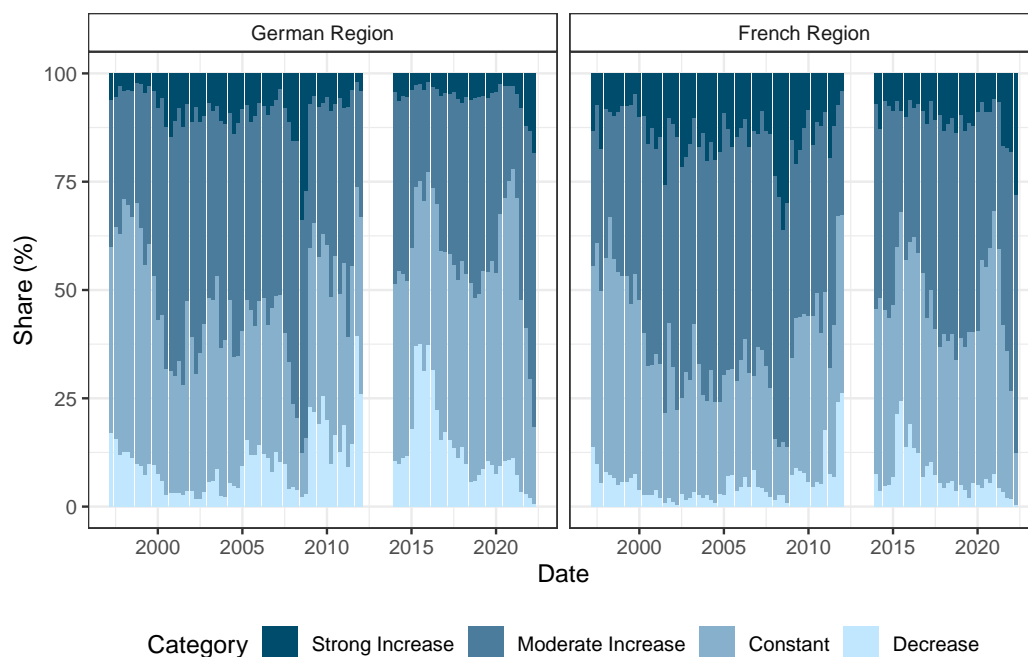 German Region
French Region
Share (%)
100
75
50
25
0
2000 2005 2010 2015 2020
2000 2005 2010 2015 2020
Date
Category Strong Increase Moderate Increase Constant Decrease